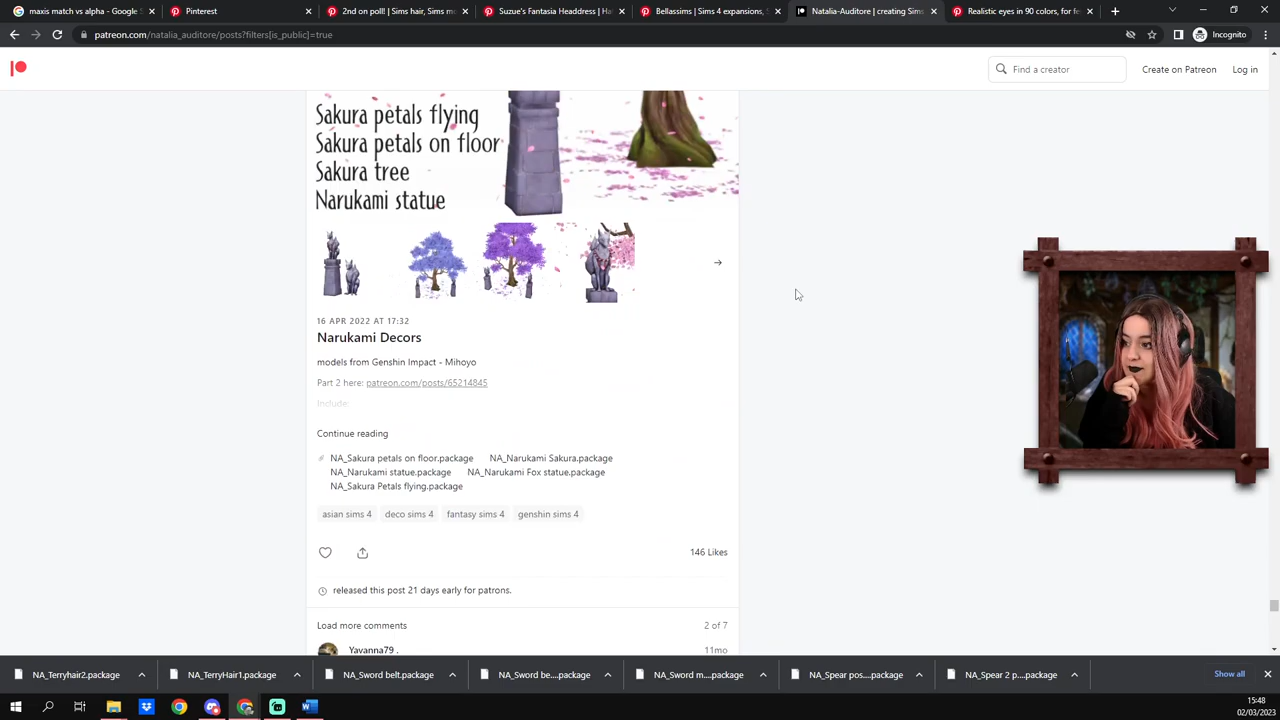 maxis match vs alpha - Google S
Pinterest
2nd on poll! | Sims hair, Sims mo
Suzue's Fantasia Headdress | Ha
Bellassims | Sims 4 expansions, S
Natalia-Auditore | creating Sims
Realistic eyes in 90 colors, for fe
patreon.com/natalia_auditore/posts?filters[is_public]=true
Incognito
Find a creator
Create on Patreon
Log in
Sakura petals flying
Sakura petals on floor
Sakura tree
Narukami statue
16 APR 2022 AT 17:32
Narukami Decors
models from Genshin Impact - Mihoyo
Part 2 here: patreon.com/posts/65214845
Include:
Continue reading
NA_Sakura petals on floor.package NA_Narukami Sakura.package
NA_Narukami statue.package NA_Narukami Fox statue.package
NA_Sakura Petals flying.package
asian sims 4 deco sims 4 fantasy sims 4 genshin sims 4
146 Likes
released this post 21 days early for patrons.
Load more comments 2 of 7
Yavanna79 . 11mo
NA_Terryhair2.package
NA_TerryHair1.package
NA_Sword belt.package
NA_Sword be....package
NA_Sword m....package
NA_Spear pos....package
NA_Spear 2 p....package
Show all
15:48
02/03/2023